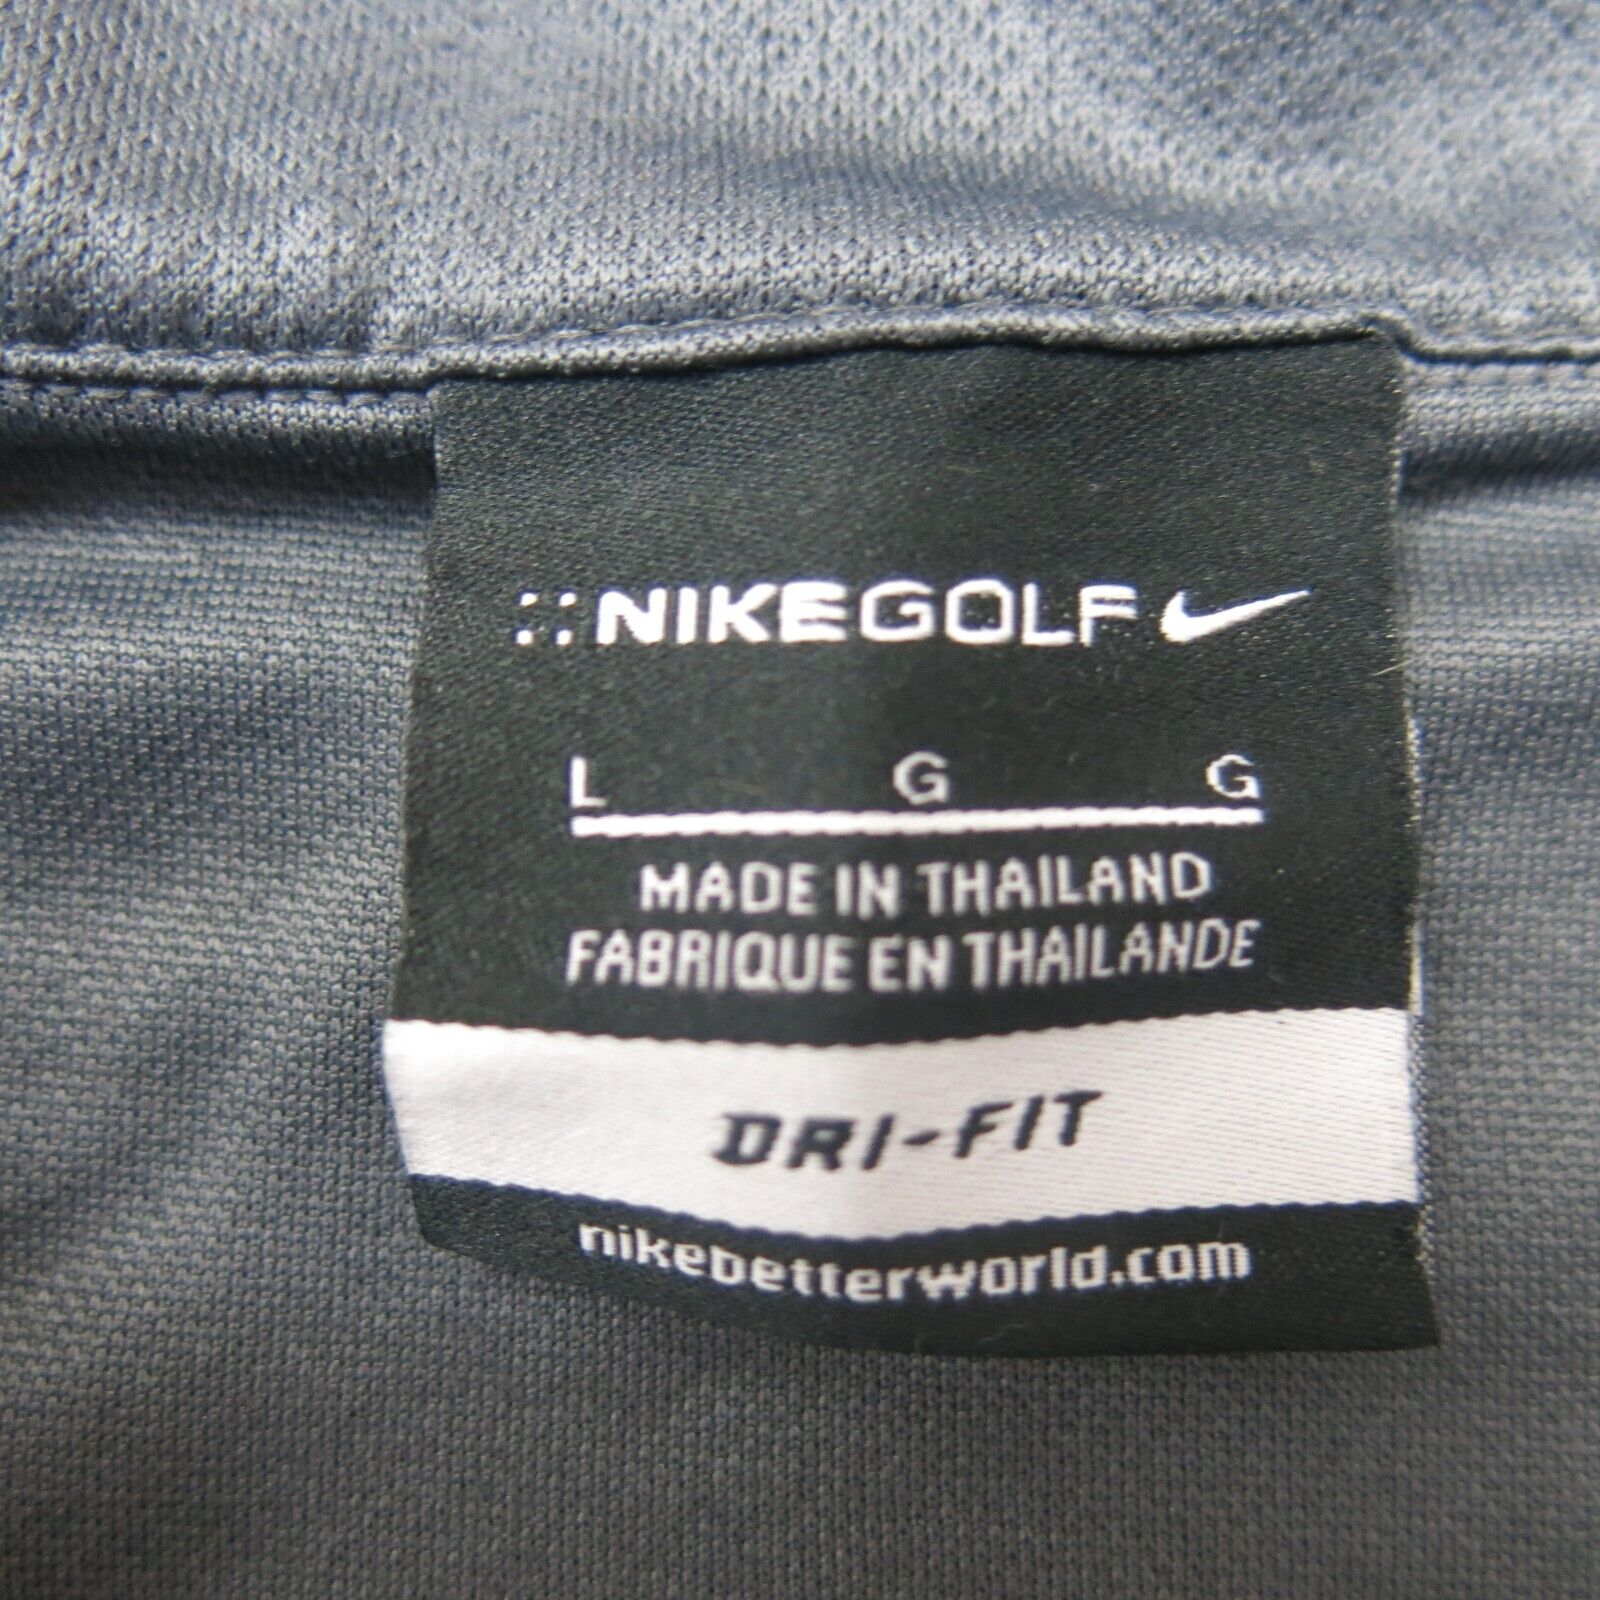 NIKEGOLF
L G G
MADE IN THAILAND
FABRIQUE EN THAILANDE
DRI-FIT
nikebetterworld.com